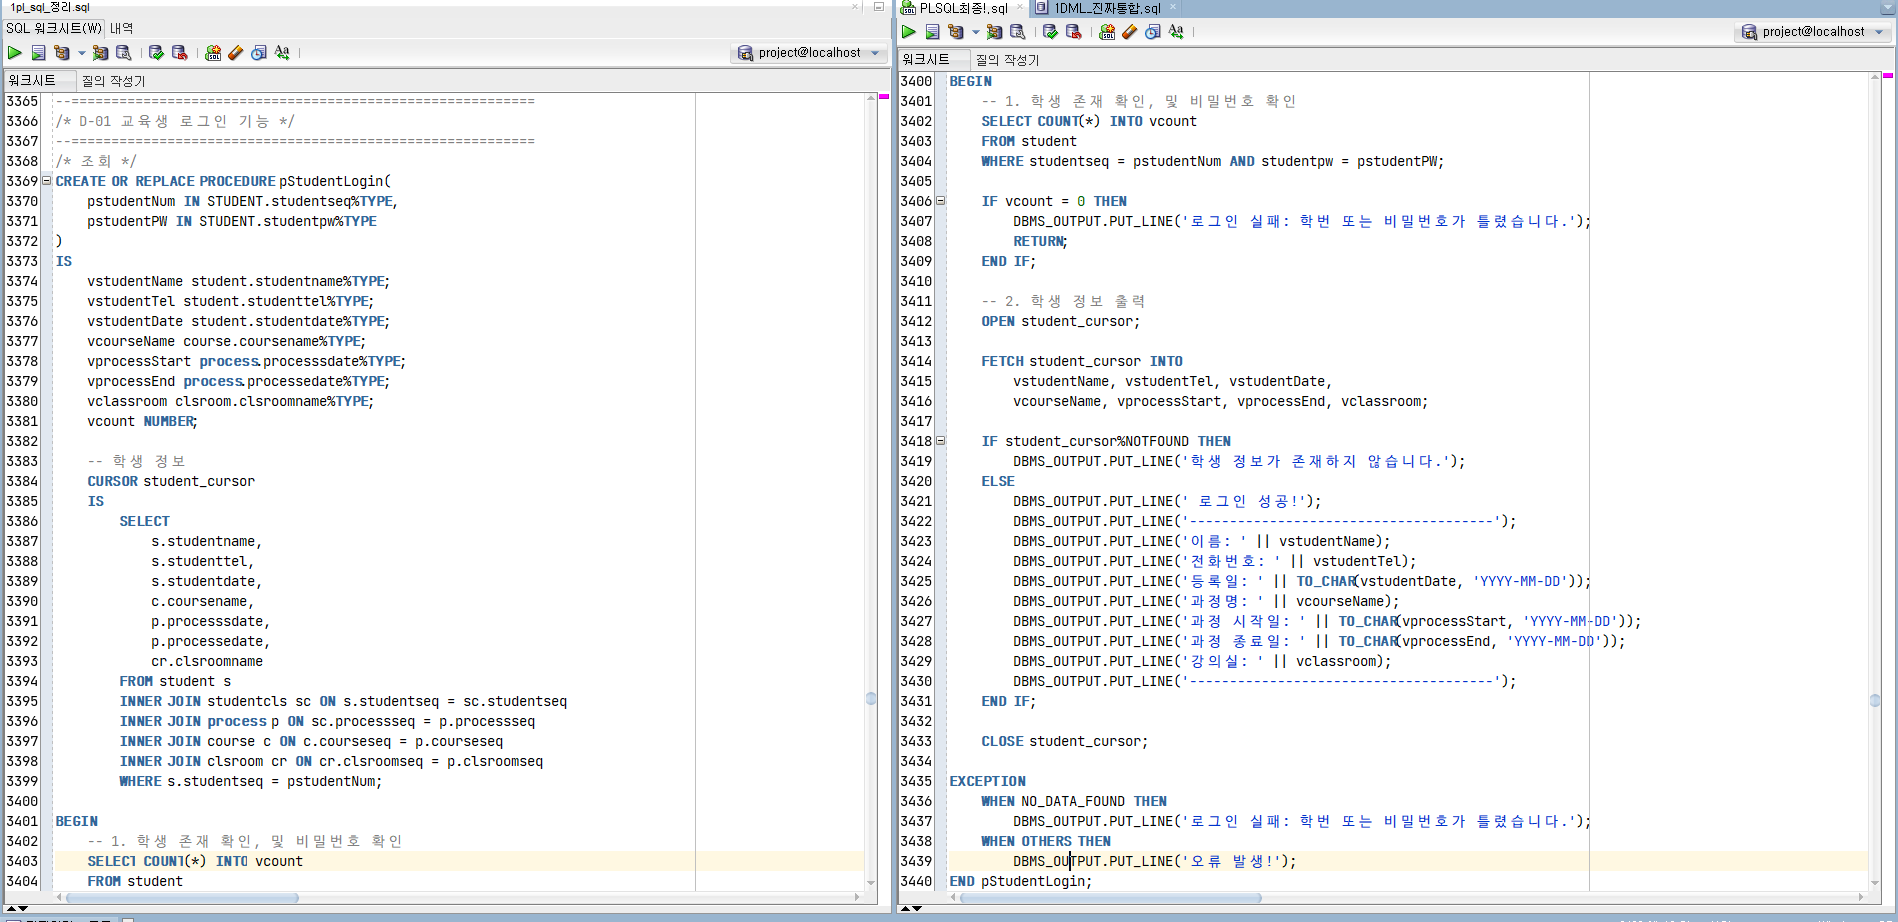 1pl_sql_정리.sql
SQL 워크시트(W) 내역
project@localhost
워크시트 질의 작성기
3365 --==========================================================
3366 /* D-01 교육생 로그인 기능 */
3367 --==========================================================
3368 /* 조회 */
3369 CREATE OR REPLACE PROCEDURE pStudentLogin(
3370 pstudentNum IN STUDENT.studentseq%TYPE,
3371 pstudentPW IN STUDENT.studentpw%TYPE
3372 )
3373 IS
3374 vstudentName student.studentname%TYPE;
3375 vstudentTel student.studenttel%TYPE;
3376 vstudentDate student.studentdate%TYPE;
3377 vcourseName course.coursename%TYPE;
3378 vprocessStart process.processsdate%TYPE;
3379 vprocessEnd process.processedate%TYPE;
3380 vclassroom clsroom.clsroomname%TYPE;
3381 vcount NUMBER;
3382
3383 -- 학생 정보
3384 CURSOR student_cursor
3385 IS
3386 SELECT
3387 s.studentname,
3388 s.studenttel,
3389 s.studentdate,
3390 c.coursename,
3391 p.processsdate,
3392 p.processedate,
3393 cr.clsroomname
3394 FROM student s
3395 INNER JOIN studentcls sc ON s.studentseq = sc.studentseq
3396 INNER JOIN process p ON sc.processseq = p.processseq
3397 INNER JOIN course c ON c.courseseq = p.courseseq
3398 INNER JOIN clsroom cr ON cr.clsroomseq = p.clsroomseq
3399 WHERE s.studentseq = pstudentNum;
3400
3401 BEGIN
3402 -- 1. 학생 존재 확인, 및 비밀번호 확인
3403 SELECT COUNT(*) INTO vcount
3404 FROM student
PLSQL최종!,sql 1DML_진짜통합.sql
project@localhost
워크시트 질의 작성기
3400 BEGIN
3401 -- 1. 학생 존재 확인, 및 비밀번호 확인
3402 SELECT COUNT(*) INTO vcount
3403 FROM student
3404 WHERE studentseq = pstudentNum AND studentpw = pstudentPW;
3405
3406 IF vcount = 0 THEN
3407 DBMS_OUTPUT.PUT_LINE('로그인 실패: 학번 또는 비밀번호가 틀렸습니다.');
3408 RETURN;
3409 END IF;
3410
3411 -- 2. 학생 정보 출력
3412 OPEN student_cursor;
3413
3414 FETCH student_cursor INTO
3415 vstudentName, vstudentTel, vstudentDate,
3416 vcourseName, vprocessStart, vprocessEnd, vclassroom;
3417
3418 IF student_cursor%NOTFOUND THEN
3419 DBMS_OUTPUT.PUT_LINE('학생 정보가 존재하지 않습니다.');
3420 ELSE
3421 DBMS_OUTPUT.PUT_LINE(' 로그인 성공!');
3422 DBMS_OUTPUT.PUT_LINE('--------------------------------------');
3423 DBMS_OUTPUT.PUT_LINE('이름: ' || vstudentName);
3424 DBMS_OUTPUT.PUT_LINE('전화번호: ' || vstudentTel);
3425 DBMS_OUTPUT.PUT_LINE('등록일: ' || TO_CHAR(vstudentDate, 'YYYY-MM-DD'));
3426 DBMS_OUTPUT.PUT_LINE('과정명: ' || vcourseName);
3427 DBMS_OUTPUT.PUT_LINE('과정 시작일: ' || TO_CHAR(vprocessStart, 'YYYY-MM-DD'));
3428 DBMS_OUTPUT.PUT_LINE('과정 종료일: ' || TO_CHAR(vprocessEnd, 'YYYY-MM-DD'));
3429 DBMS_OUTPUT.PUT_LINE('강의실: ' || vclassroom);
3430 DBMS_OUTPUT.PUT_LINE('--------------------------------------');
3431 END IF;
3432
3433 CLOSE student_cursor;
3434
3435 EXCEPTION
3436 WHEN NO_DATA_FOUND THEN
3437 DBMS_OUTPUT.PUT_LINE('로그인 실패: 학번 또는 비밀번호가 틀렸습니다.');
3438 WHEN OTHERS THEN
3439 DBMS_OUTPUT.PUT_LINE('오류 발생!');
3440 END pStudentLogin;